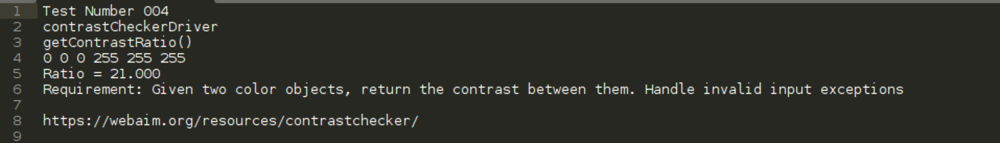 1 Test Number 004
2 contrastCheckerDriver
3 getContrastRatio()
4 0 0 0 255 255 255
5 Ratio = 21.000
6 Requirement: Given two color objects, return the contrast between them. Handle invalid input exceptions
7
8 https://webaim.org/resources/contrastchecker/
9